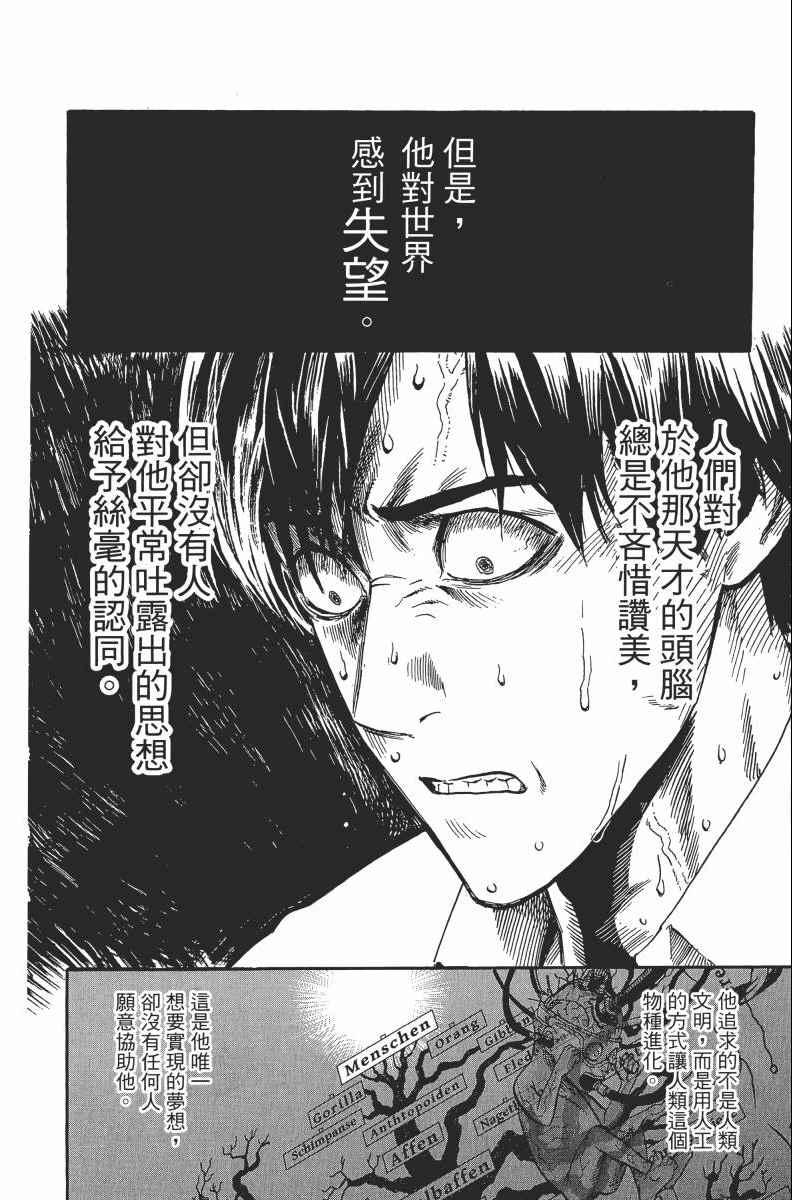 但是，
他對世界
感到失望。
人們對
於他那天才的頭腦
總是不吝惜讚美，
但卻沒有人
對他平常吐露出的思想
給予絲毫的認同。
他追求的不是人類
文明，而是用人工
的方式讓人類這個
物種進化。
這是他唯一
想要實現的夢想，
卻沒有任何人
願意協助他。
Menschen
Orang
Gorilla
Schimpanse
Anthropoiden
Affen